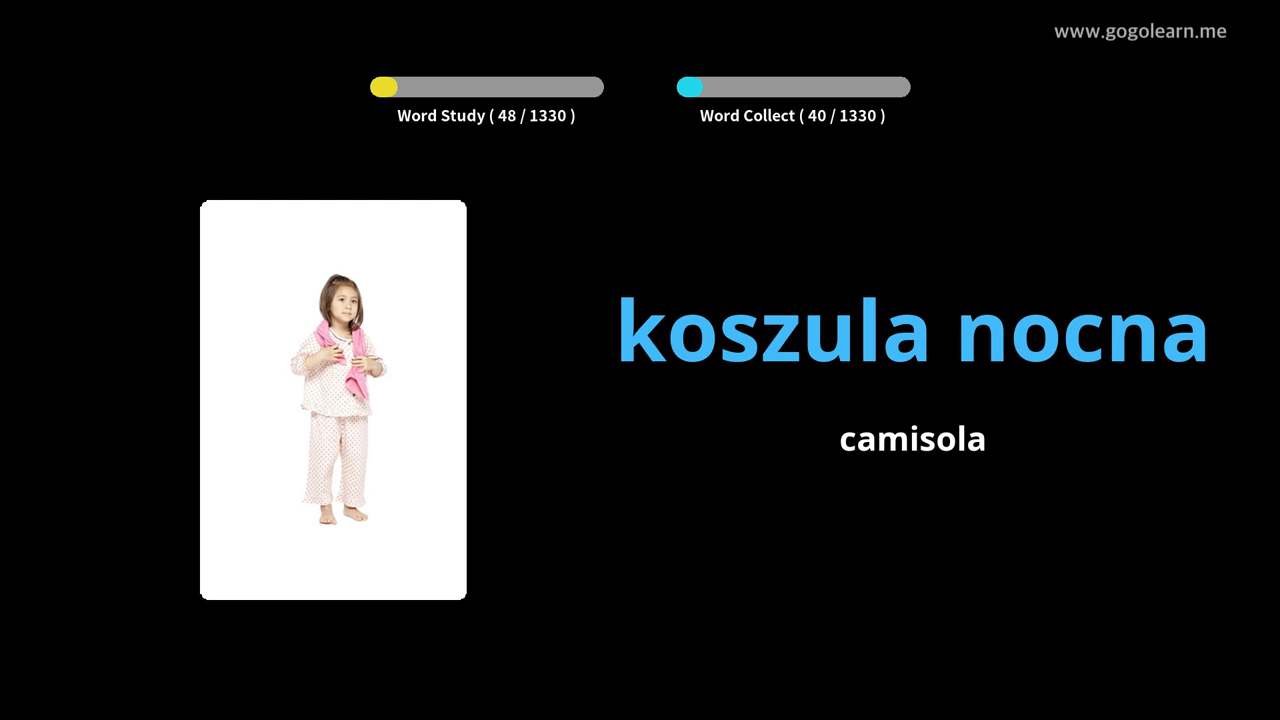 www.gogolearn.me
Word Study ( 48 / 1330 )
Word Collect ( 40 / 1330 )
koszula nocna
camisola